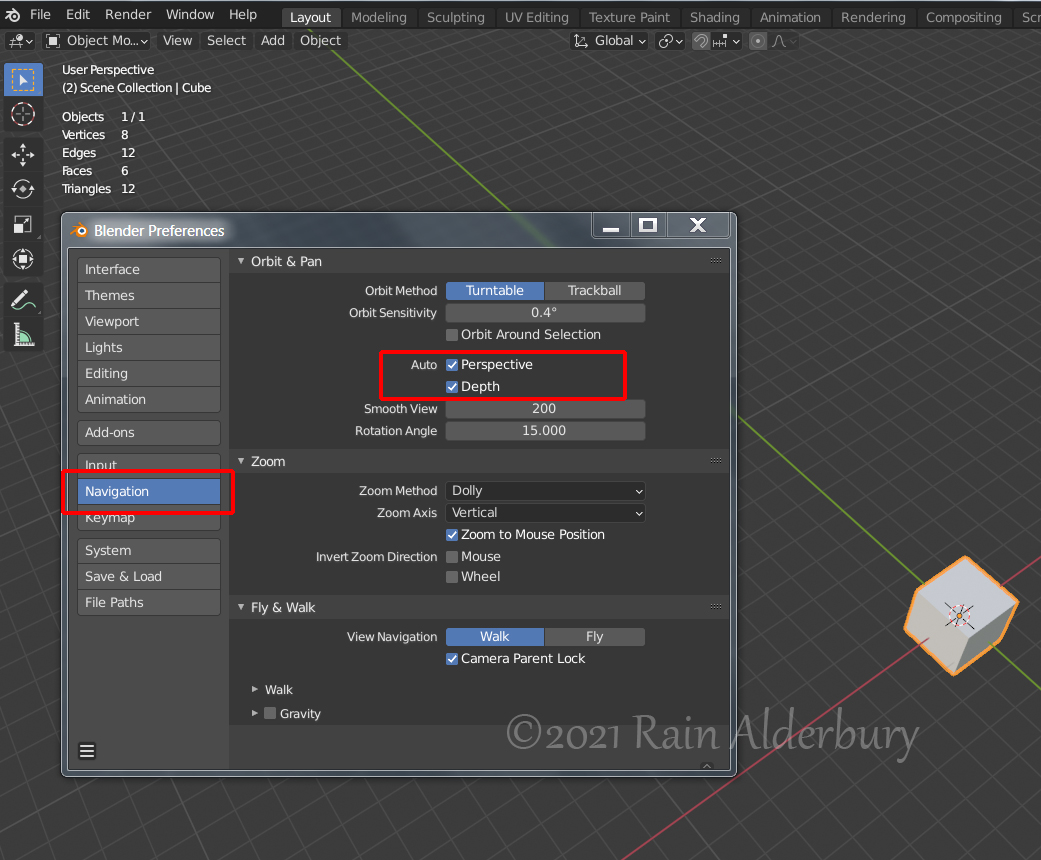 File Edit Render Window Help Layout Modeling Sculpting UV Editing Texture Paint Shading Animation Rendering Compositing
Object Mo... View Select Add Object Global
User Perspective
(2) Scene Collection | Cube
Objects 1 / 1
Vertices 8
Edges 12
Faces 6
Triangles 12
Blender Preferences
Interface
Themes
Viewport
Lights
Editing
Animation
Add-ons
Input
Navigation
Keymap
System
Save & Load
File Paths
Orbit & Pan
Orbit Method Turntable Trackball
Orbit Sensitivity 0.4°
Orbit Around Selection
Auto Perspective
Depth
Smooth View 200
Rotation Angle 15.000
Zoom
Zoom Method Dolly
Zoom Axis Vertical
Zoom to Mouse Position
Invert Zoom Direction Mouse
Wheel
Fly & Walk
View Navigation Walk Fly
Camera Parent Lock
Walk
Gravity
©2021 Rain Alderbury